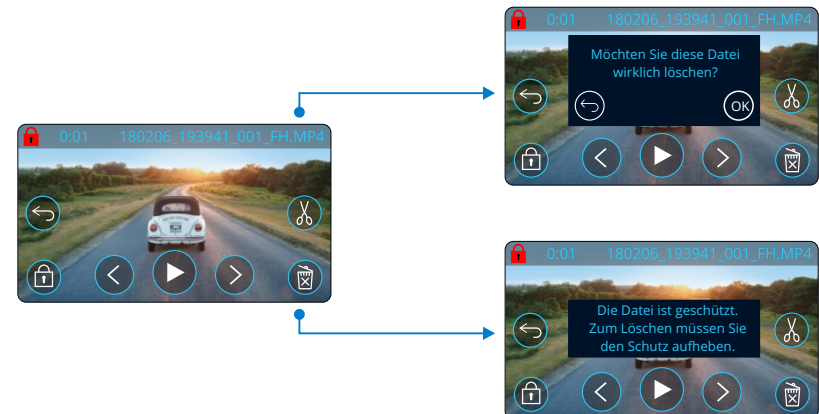 0:01 180206_193941_001_FH.MP4
0:01 180206_193941_001_FH.MP4
Möchten Sie diese Datei
wirklich löschen?
OK
0:01 180206_193941_001_FH.MP4
Die Datei ist geschützt.
Zum Löschen müssen Sie
den Schutz aufheben.